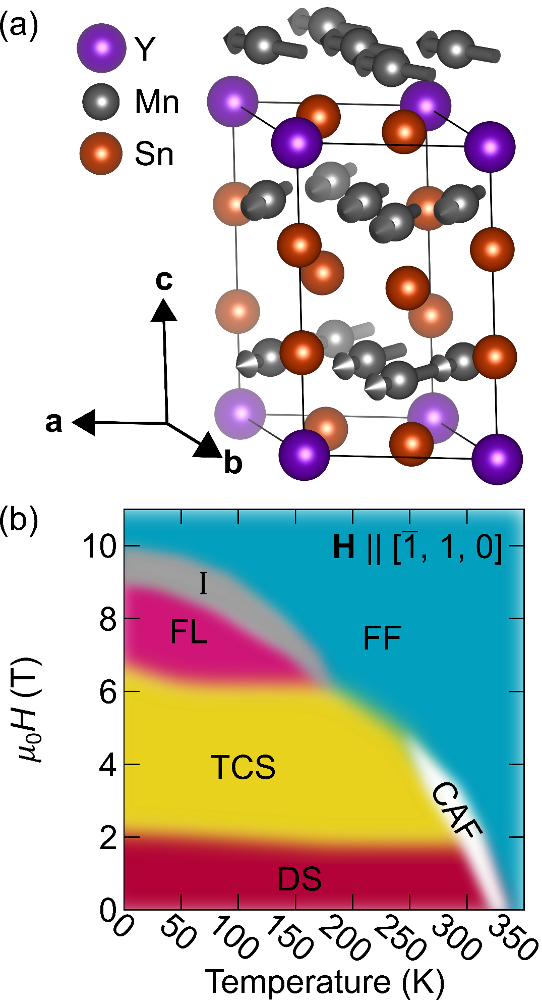 (a)
Y
Mn
Sn
c
a
b
(b)
H || [1̅, 1, 0]
10
8
6
4
2
0
μ₀H (T)
I
FL
FF
TCS
CAF
DS
0 50 100 150 200 250 300 350
Temperature (K)